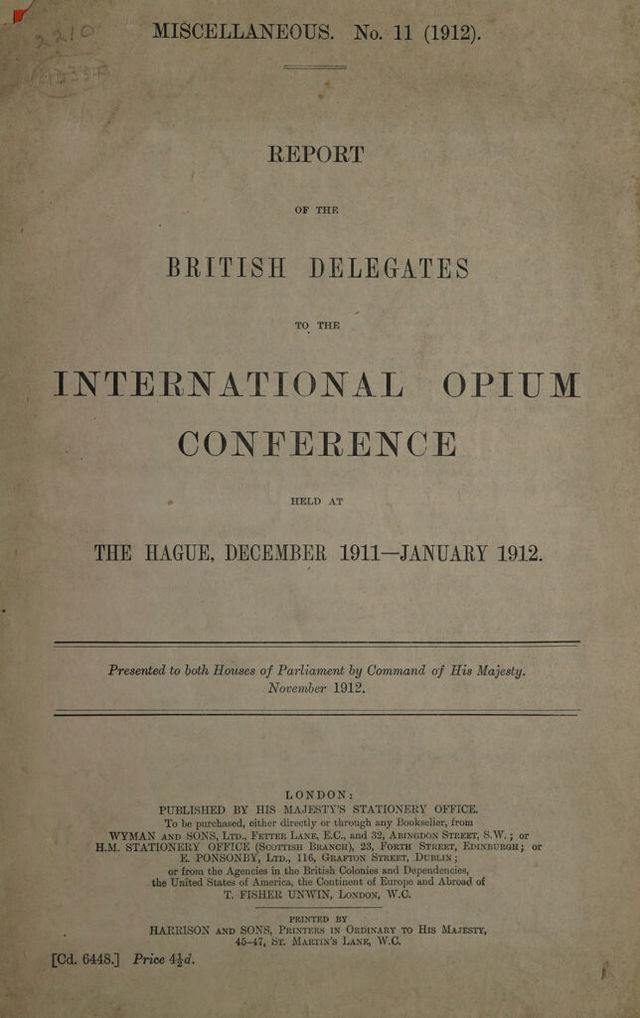 2210
MISCELLANEOUS. No. 11 (1912).
REPORT
OF THE
BRITISH DELEGATES
TO THE
INTERNATIONAL OPIUM
CONFERENCE
HELD AT
THE HAGUE, DECEMBER 1911—JANUARY 1912.
Presented to both Houses of Parliament by Command of His Majesty.
November 1912.
LONDON:
PUBLISHED BY HIS MAJESTY'S STATIONERY OFFICE.
To be purchased, either directly or through any Bookseller, from
WYMAN AND SONS, LTD., FETTER LANE, E.C., and 32, ABINGDON STREET, S.W.; or
H.M. STATIONERY OFFICE (SCOTTISH BRANCH), 23, FORTH STREET, EDINBURGH; or
E. PONSONBY, LTD., 116, GRAFTON STREET, DUBLIN;
or from the Agencies in the British Colonies and Dependencies,
the United States of America, the Continent of Europe and Abroad of
T. FISHER UNWIN, LONDON, W.C.
PRINTED BY
HARRISON AND SONS, PRINTERS IN ORDINARY TO HIS MAJESTY,
45-47, ST. MARTIN'S LANE, W.C.
[Cd. 6448.] Price 4½d.